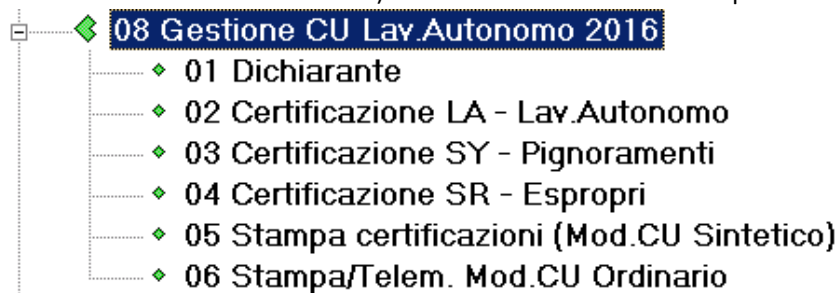 08 Gestione CU Lav.Autonomo 2016
01 Dichiarante
02 Certificazione LA - Lav.Autonomo
03 Certificazione SY - Pignoramenti
04 Certificazione SR - Espropri
05 Stampa certificazioni (Mod.CU Sintetico)
06 Stampa/Telem. Mod.CU Ordinario